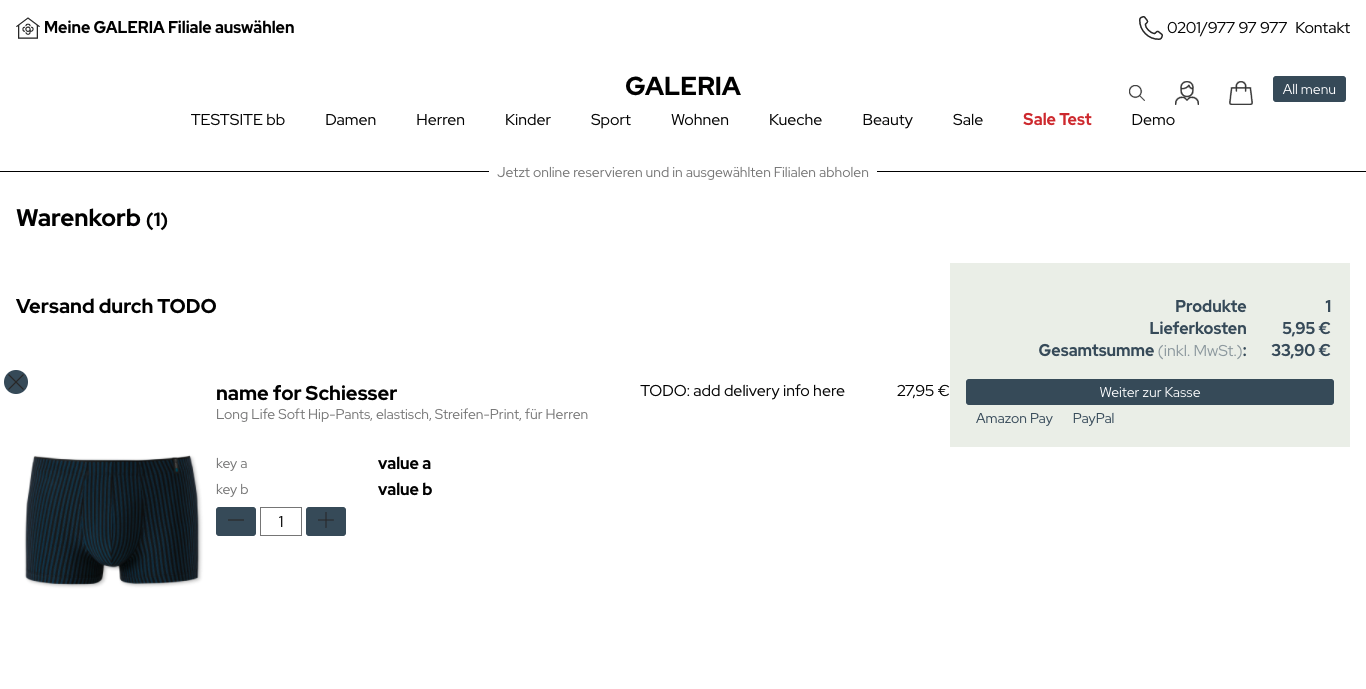 Meine GALERIA Filiale auswählen
0201/977 97 977 Kontakt
GALERIA
All menu
TESTSITE bb Damen Herren Kinder Sport Wohnen Kueche Beauty Sale Sale Test Demo
Jetzt online reservieren und in ausgewählten Filialen abholen
Warenkorb (1)
Versand durch TODO
name for Schiesser
Long Life Soft Hip-Pants, elastisch, Streifen-Print, für Herren
TODO: add delivery info here
27,95 €
key a value a
key b value b
1
Produkte 1
Lieferkosten 5,95 €
Gesamtsumme (inkl. MwSt.): 33,90 €
Weiter zur Kasse
Amazon Pay PayPal